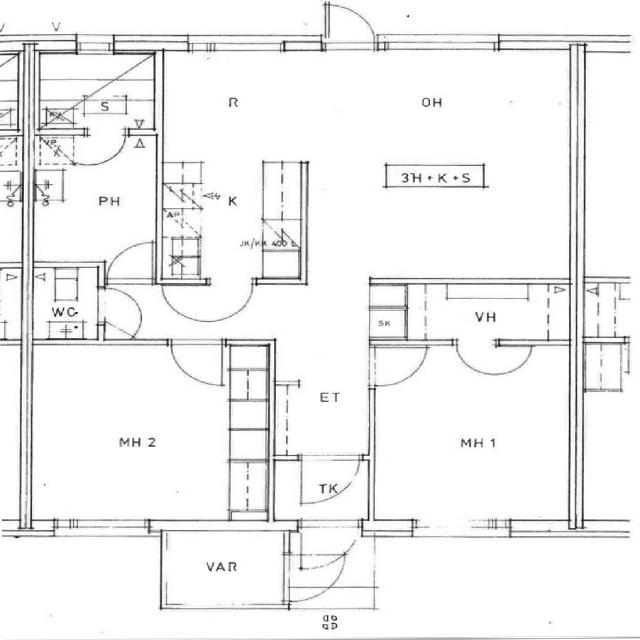 S
R
OH
PH
K
3H + K + S
AP
JK/KK 400 L
WC
SK
VH
ET
MH 2
MH 1
TK
VAR